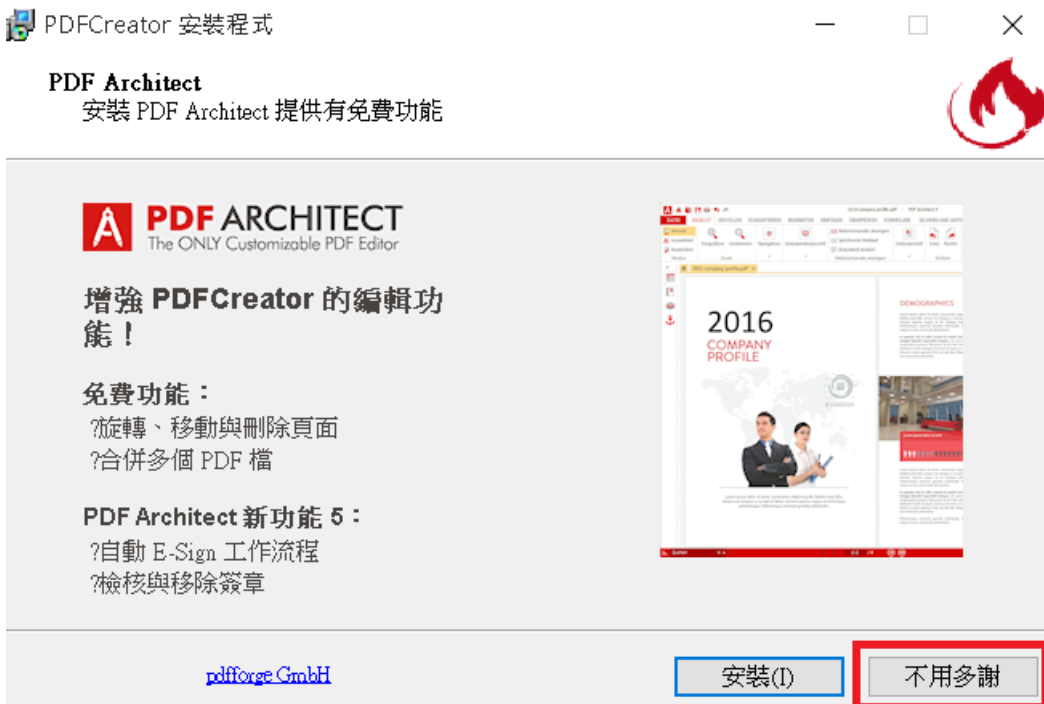 PDFCreator 安裝程式
PDF Architect
安裝 PDF Architect 提供有免費功能
PDF ARCHITECT
The ONLY Customizable PDF Editor
增強 PDFCreator 的編輯功
能！
免費功能：
?旋轉、移動與刪除頁面
?合併多個 PDF 檔
PDF Architect 新功能 5：
?自動 E-Sign 工作流程
?檢核與移除簽章
2016
COMPANY
PROFILE
DEMOGRAPHICS
pdfforge GmbH
安裝(I)
不用多謝